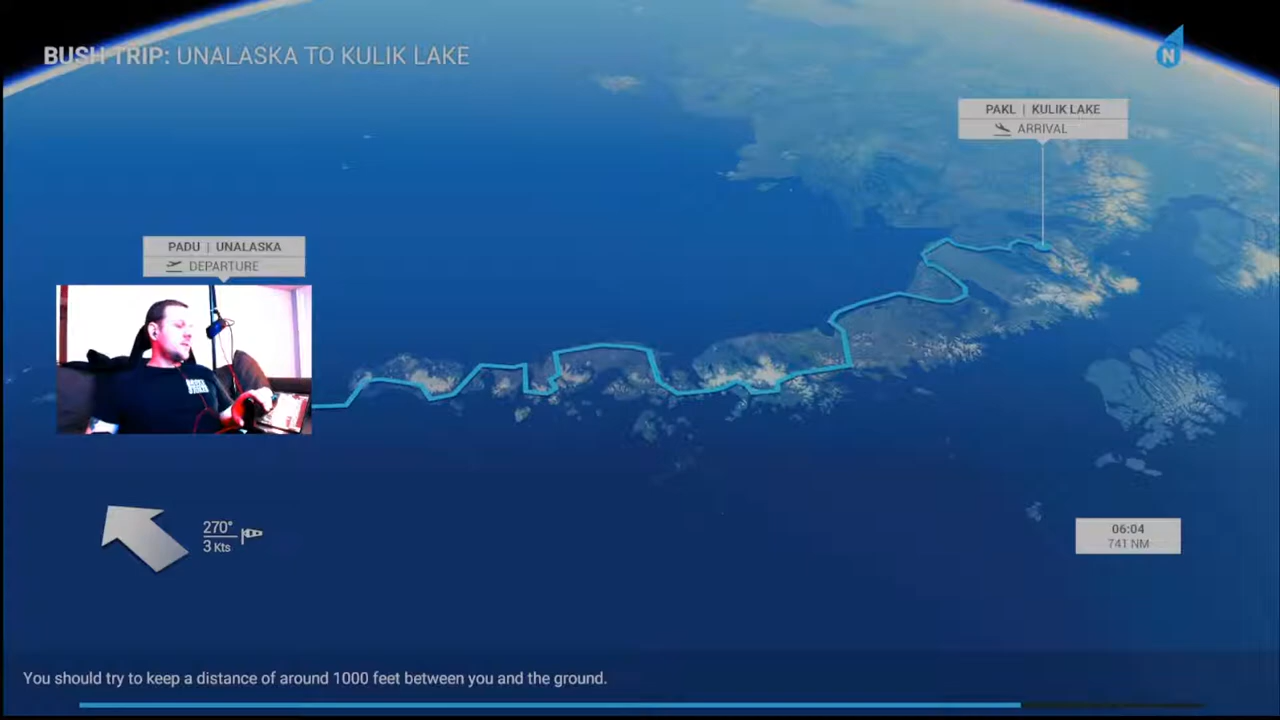 BUSH TRIP: UNALASKA TO KULIK LAKE
N
PAKL | KULIK LAKE
ARRIVAL
PADU | UNALASKA
DEPARTURE
270°
3 Kts
06:04
741 NM
You should try to keep a distance of around 1000 feet between you and the ground.